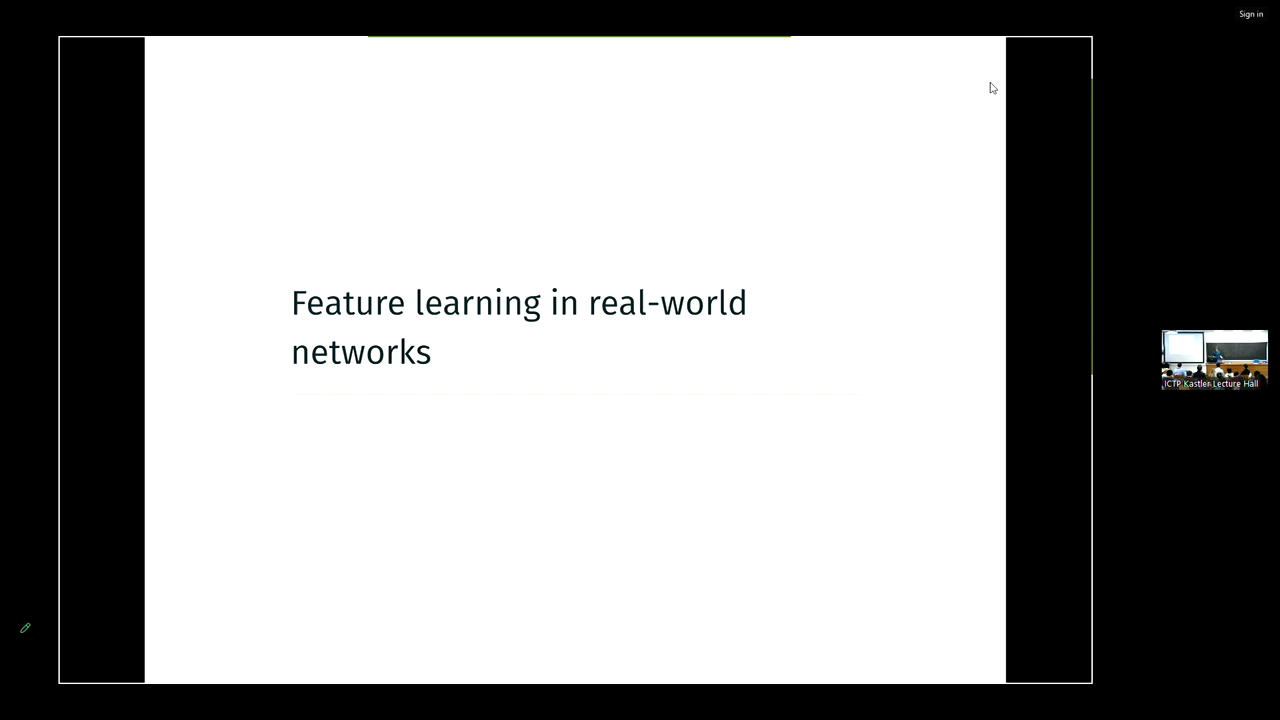 Sign in
Feature learning in real-world
networks
ICTP Kastler Lecture Hall